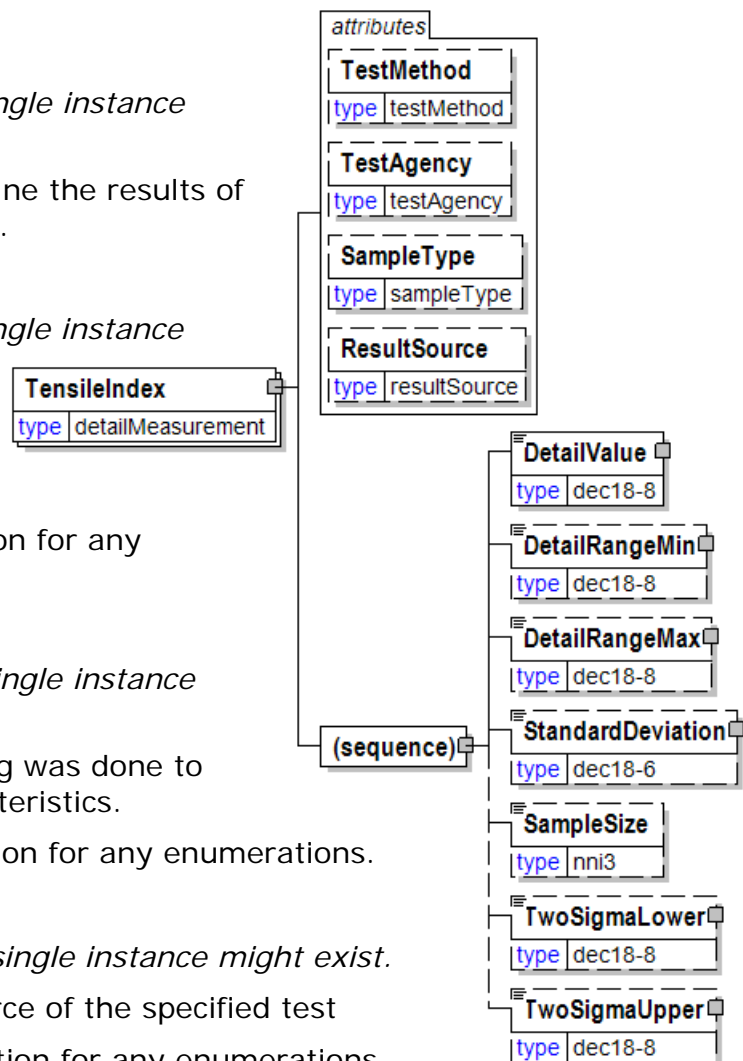 ngle instance
ine the results of
.
ngle instance
on for any
ingle instance
g was done to
teristics.
on for any enumerations.
single instance might exist.
rce of the specified test
tion for any enumerations
attributes
TestMethod
type testMethod
TestAgency
type testAgency
SampleType
type sampleType
ResultSource
type resultSource
TensileIndex
type detailMeasurement
(sequence)
DetailValue
type dec18-8
DetailRangeMin
type dec18-8
DetailRangeMax
type dec18-8
StandardDeviation
type dec18-6
SampleSize
type nni3
TwoSigmaLower
type dec18-8
TwoSigmaUpper
type dec18-8